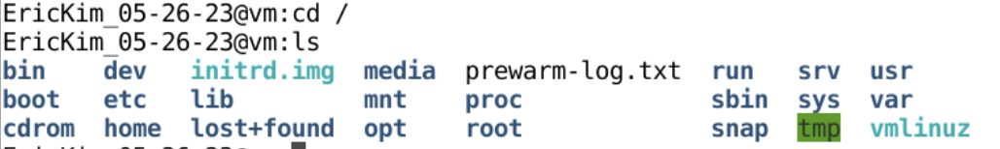 EricKim_05-26-23@vm:cd /
EricKim_05-26-23@vm:ls
bin dev initrd.img media prewarm-log.txt run srv usr
boot etc lib mnt proc sbin sys var
cdrom home lost+found opt root snap tmp vmlinuz